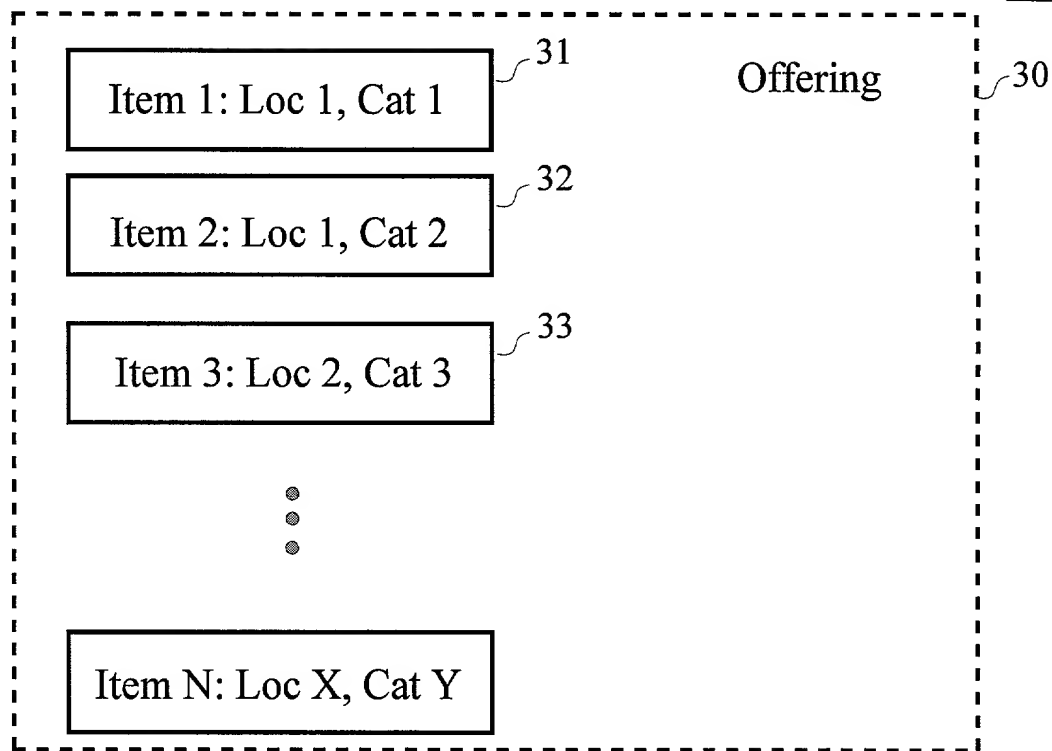 31
Offering
30
Item 1: Loc 1, Cat 1
32
Item 2: Loc 1, Cat 2
33
Item 3: Loc 2, Cat 3
Item N: Loc X, Cat Y